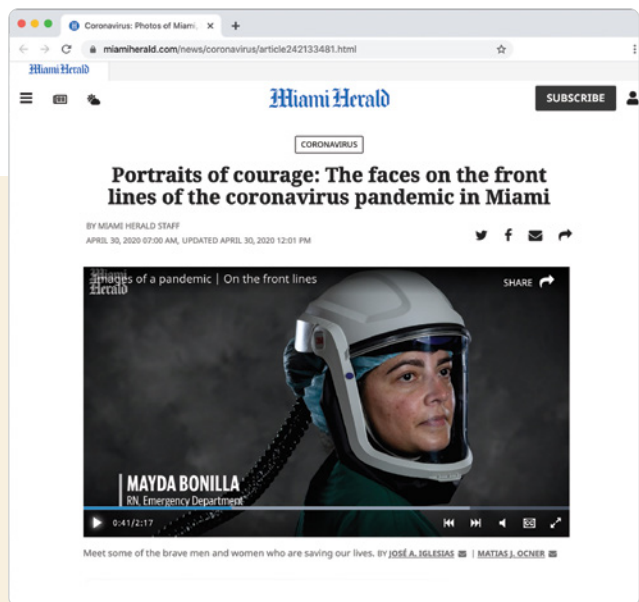 Coronavirus: Photos of Miami,
miamiherald.com/news/coronavirus/article242133481.html
Miami Herald
Miami Herald
SUBSCRIBE
CORONAVIRUS
Portraits of courage: The faces on the front
lines of the coronavirus pandemic in Miami
BY MIAMI HERALD STAFF
APRIL 30, 2020 07:00 AM, UPDATED APRIL 30, 2020 12:01 PM
Miami
Herald
Images of a pandemic | On the front lines
SHARE
MAYDA BONILLA
RN, Emergency Department
0:41/2:17
CC
Meet some of the brave men and women who are saving our lives. BY JOSÉ A. IGLESIAS | MATIAS J. OCNER